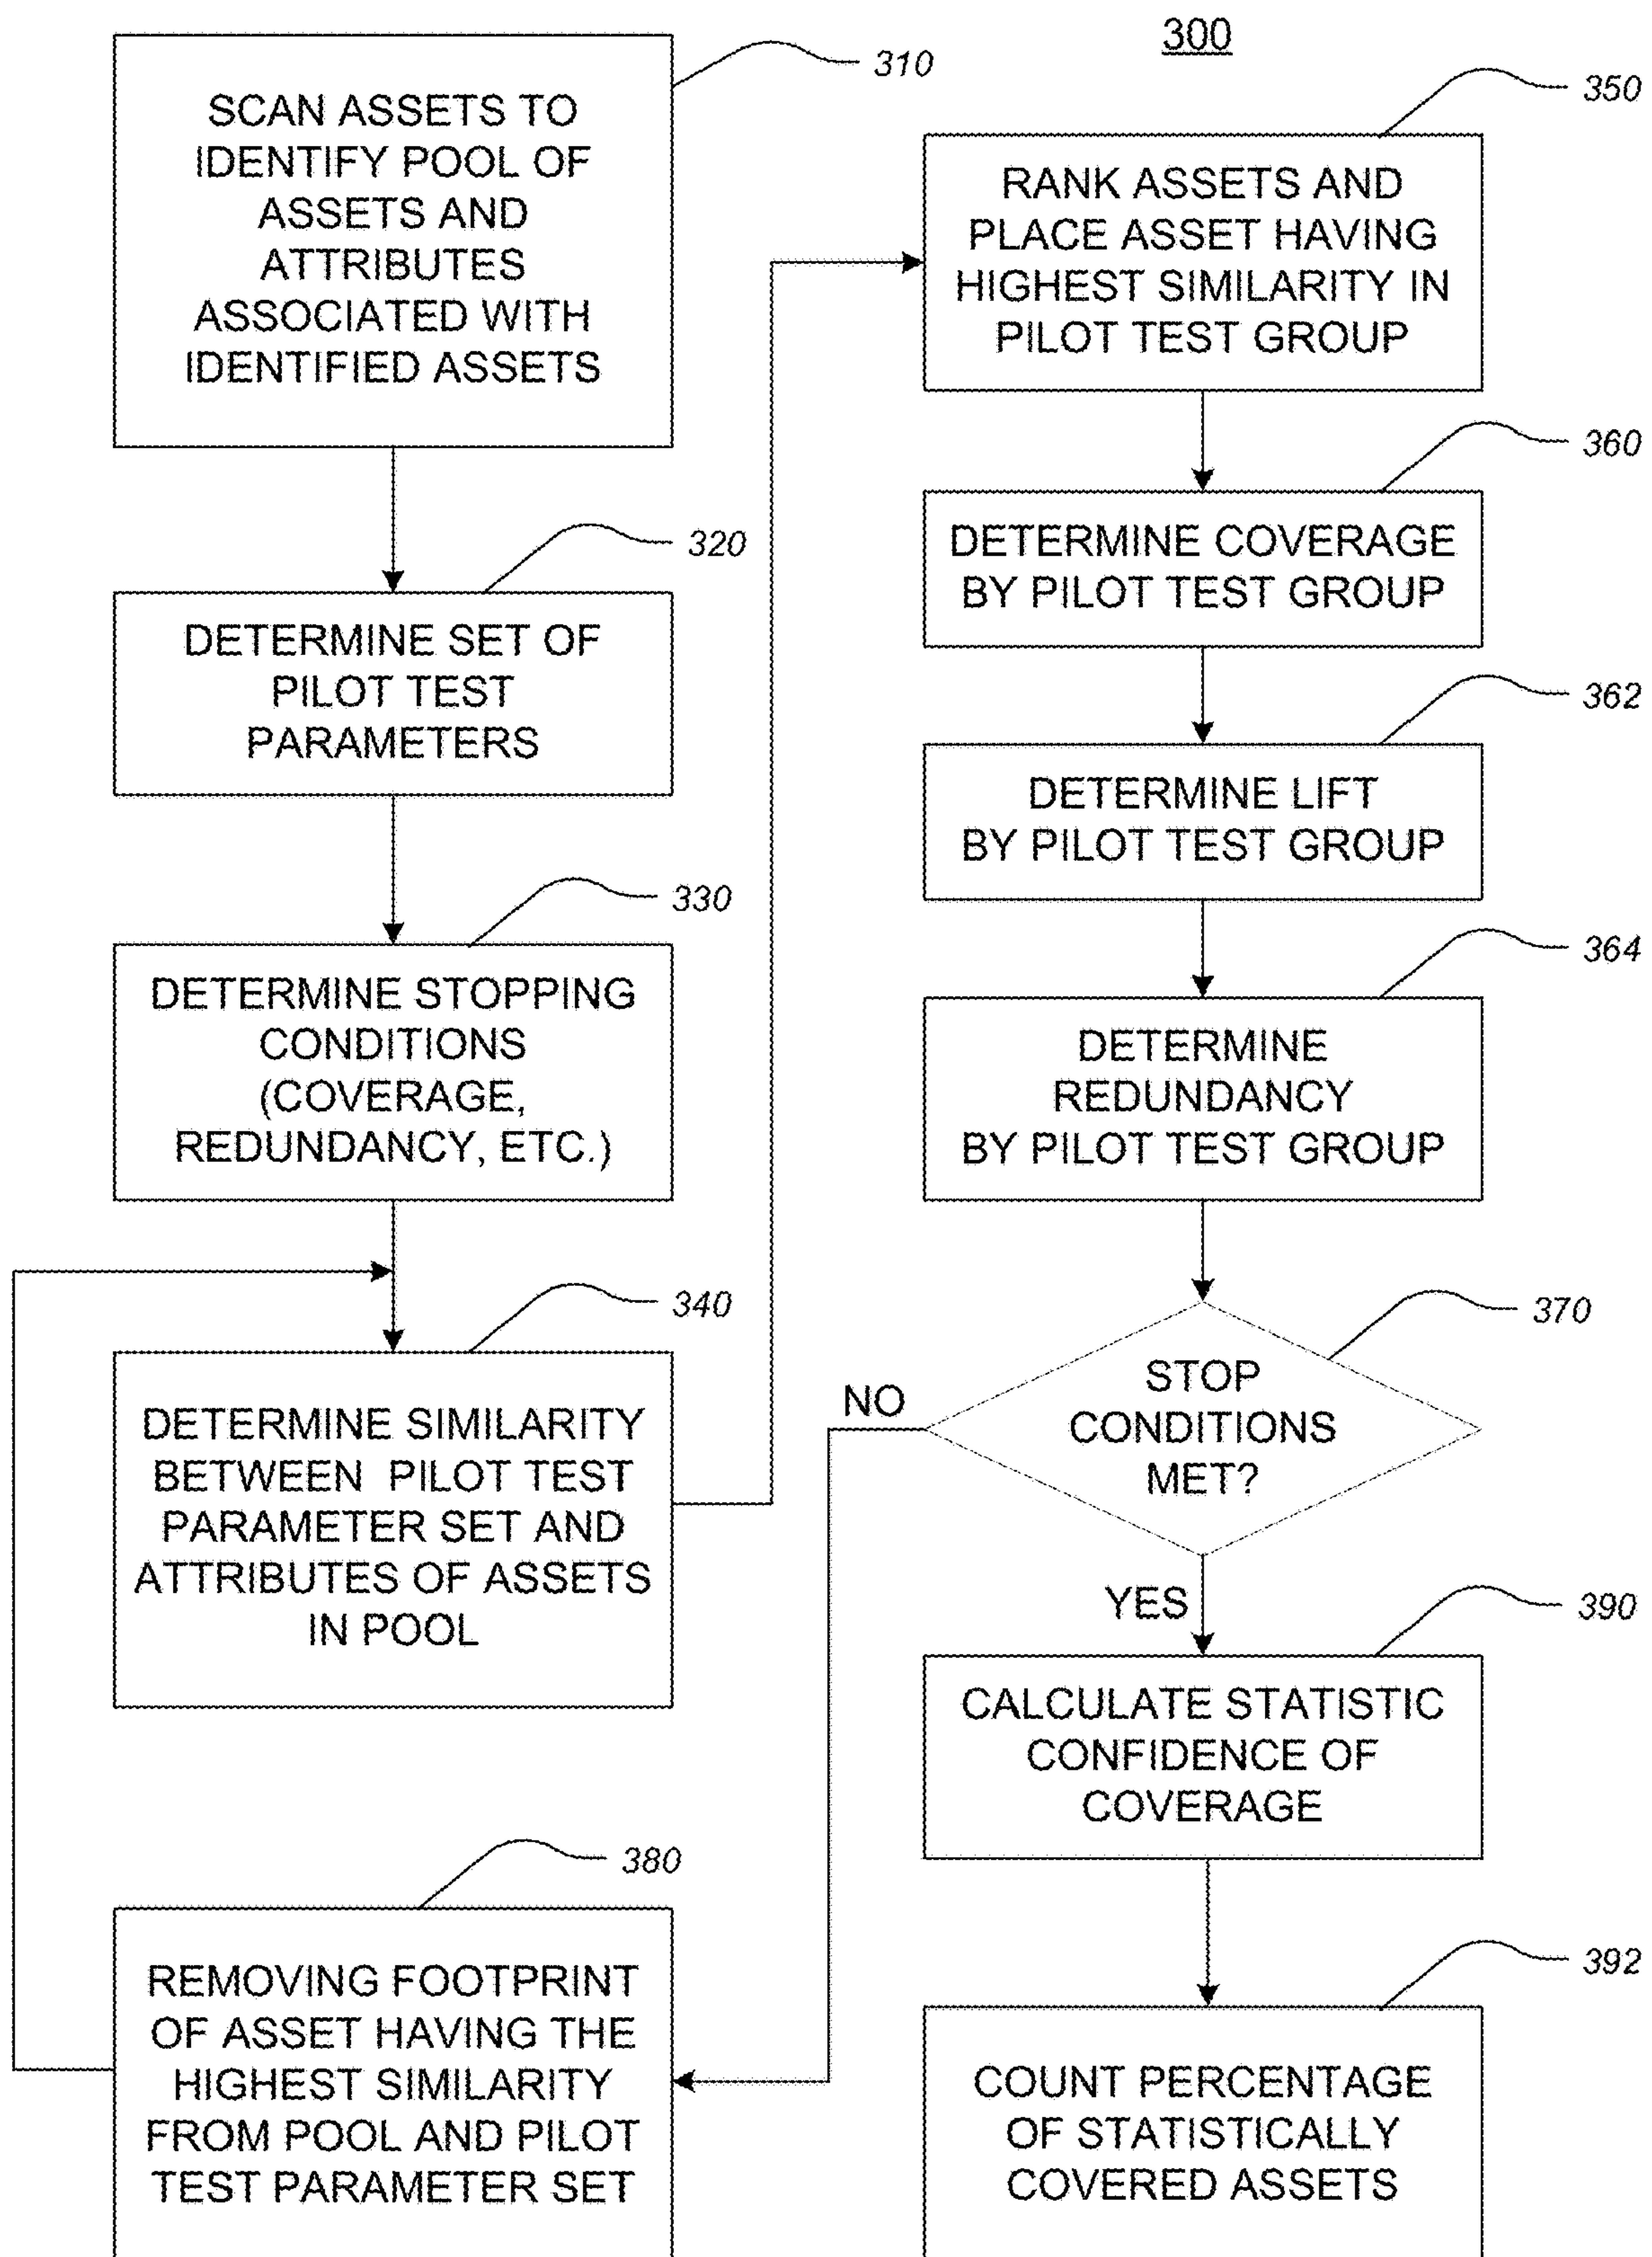 300
310
SCAN ASSETS TO
IDENTIFY POOL OF
ASSETS AND
ATTRIBUTES
ASSOCIATED WITH
IDENTIFIED ASSETS
320
DETERMINE SET OF
PILOT TEST
PARAMETERS
330
DETERMINE STOPPING
CONDITIONS
(COVERAGE,
REDUNDANCY, ETC.)
340
DETERMINE SIMILARITY
BETWEEN PILOT TEST
PARAMETER SET AND
ATTRIBUTES OF ASSETS
IN POOL
350
RANK ASSETS AND
PLACE ASSET HAVING
HIGHEST SIMILARITY IN
PILOT TEST GROUP
360
DETERMINE COVERAGE
BY PILOT TEST GROUP
362
DETERMINE LIFT
BY PILOT TEST GROUP
364
DETERMINE
REDUNDANCY
BY PILOT TEST GROUP
370
STOP
CONDITIONS
MET?
NO
YES
380
REMOVING FOOTPRINT
OF ASSET HAVING THE
HIGHEST SIMILARITY
FROM POOL AND PILOT
TEST PARAMETER SET
390
CALCULATE STATISTIC
CONFIDENCE OF
COVERAGE
392
COUNT PERCENTAGE
OF STATISTICALLY
COVERED ASSETS